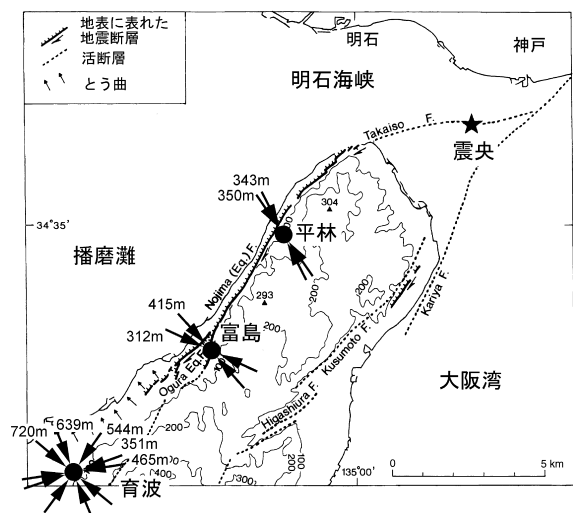 地表に表れた
地震断層
活断層
とう曲
明石
神戸
明石海峡
Takaiso F.
震央
343m
350m
304
34°35'
平林
播磨灘
Nojima (Eq.) F.
293
200
200
200
415m
312m
富島
Ogura Eq. F.
Kusumoto F.
Kariya F.
大阪湾
Higashiura F.
200
639m
544m
720m
351m
465m
200
400
300
100
200
育波
135°00'
0
5 km